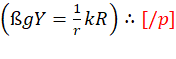 (ßgY = 1/r kR) ∴ [/p]